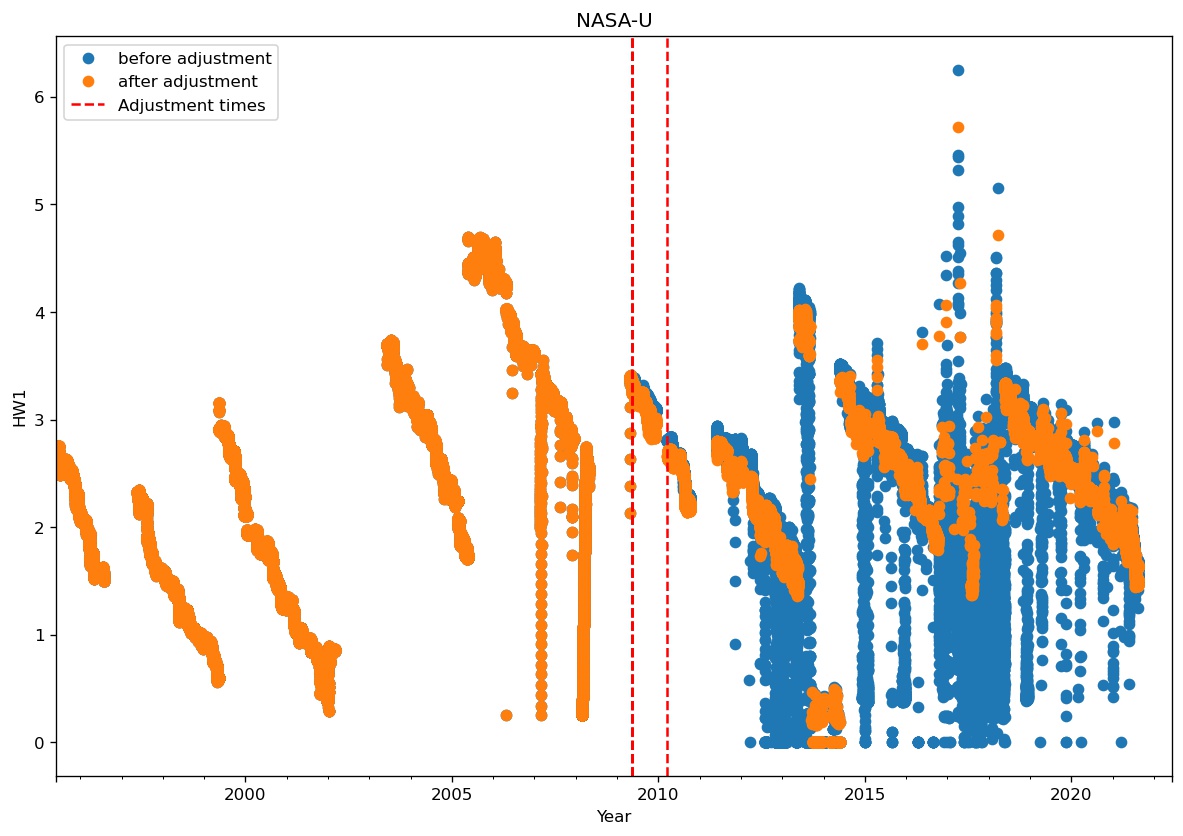 NASA-U
before adjustment
after adjustment
Adjustment times
HW1
6
5
4
3
2
1
0
2000 2005 2010 2015 2020
Year